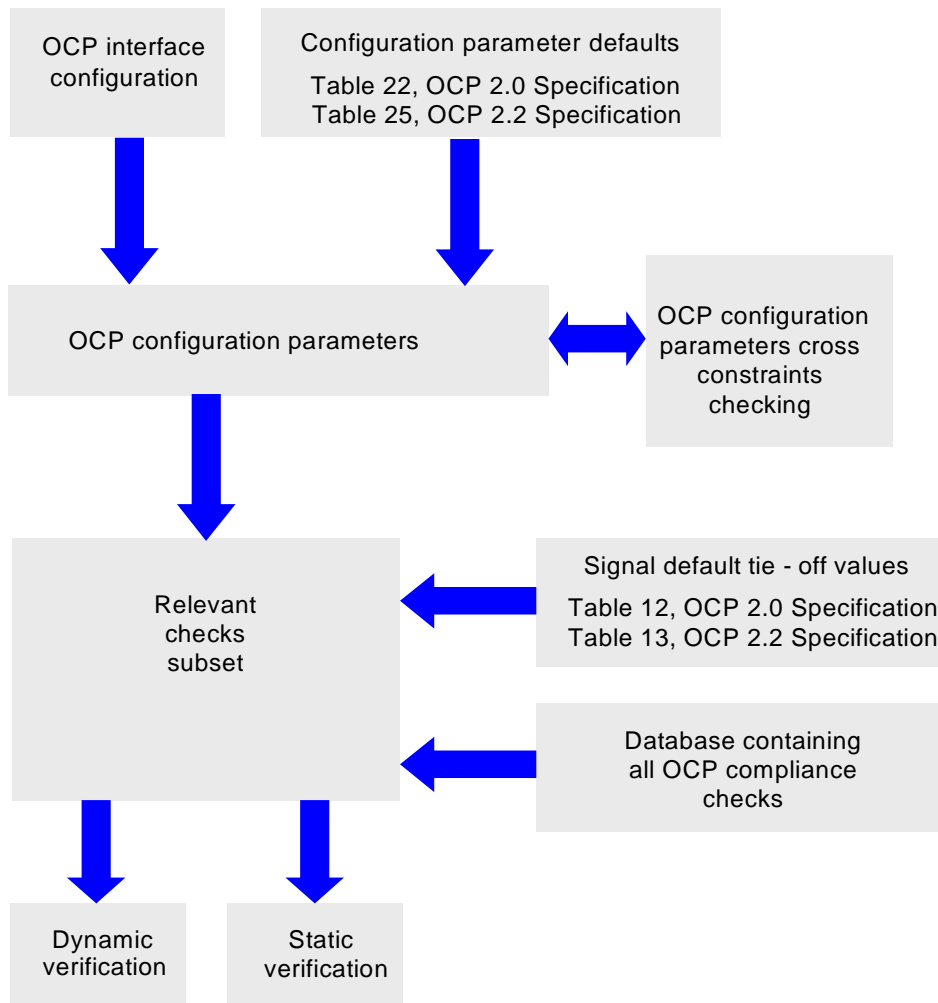 OCP interface
configuration
Configuration parameter defaults
Table 22, OCP 2.0 Specification
Table 25, OCP 2.2 Specification
OCP configuration parameters
OCP configuration
parameters cross
constraints
checking
Relevant
checks
subset
Signal default tie - off values
Table 12, OCP 2.0 Specification
Table 13, OCP 2.2 Specification
Database containing
all OCP compliance
checks
Dynamic
verification
Static
verification